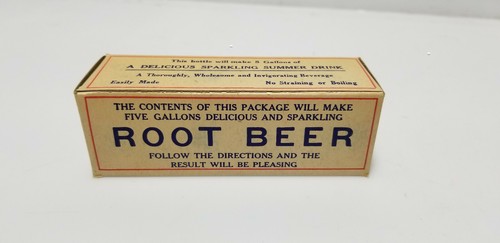 This bottle will make 5 Gallons of
A DELICIOUS SPARKLING SUMMER DRINK
A Thoroughly, Wholesome and Invigorating Beverage
Easily Made No Straining or Boiling
THE CONTENTS OF THIS PACKAGE WILL MAKE
FIVE GALLONS DELICIOUS AND SPARKLING
ROOT BEER
FOLLOW THE DIRECTIONS AND THE
RESULT WILL BE PLEASING